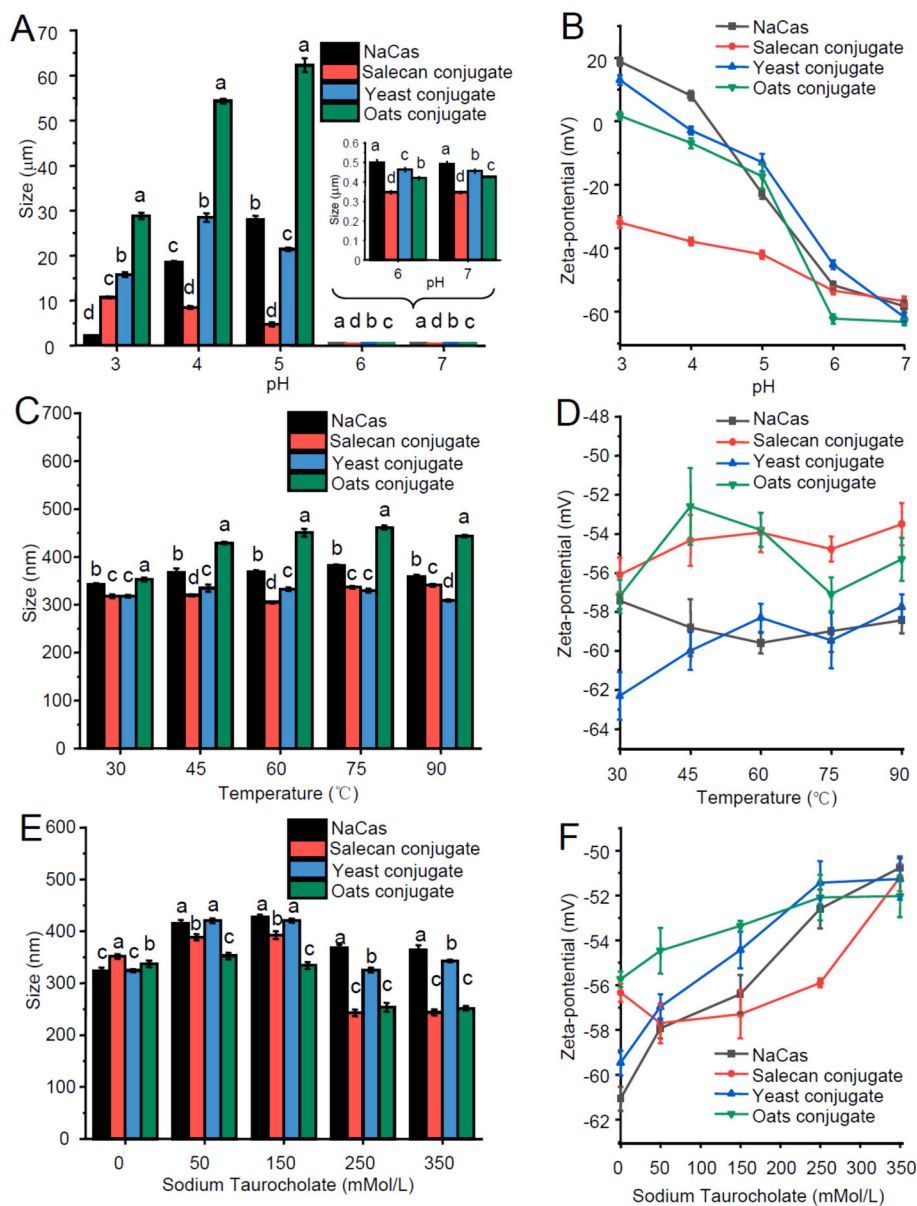 A
70
60
50
40
30
20
10
0
Size (μm)
NaCas
Salecan conjugate
Yeast conjugate
Oats conjugate
d c b a
c d b a
b d c a
a d b c
a d b c
3 4 5 6 7
pH
0.6
0.5
0.4
0.3
0.2
0.1
0
Size (μm)
a d c b
a d b c
6 7
pH
B
NaCas
Salecan conjugate
Yeast conjugate
Oats conjugate
20
0
-20
-40
-60
Zeta-pontential (mV)
3 4 5 6 7
pH
C
700
600
500
400
300
200
100
0
Size (nm)
NaCas
Salecan conjugate
Yeast conjugate
Oats conjugate
b c c a
b d c a
b d c a
b c c a
b c d a
30 45 60 75 90
Temperature (℃)
D
-48
-50
-52
-54
-56
-58
-60
-62
-64
Zeta-pontential (mV)
NaCas
Salecan conjugate
Yeast conjugate
Oats conjugate
30 45 60 75 90
Temperature (℃)
E
600
500
400
300
200
100
0
Size (nm)
NaCas
Salecan conjugate
Yeast conjugate
Oats conjugate
c a c b
a b a c
a b a c
a c b c
a c b c
0 50 150 250 350
Sodium Taurocholate (mMol/L)
F
-50
-52
-54
-56
-58
-60
-62
Zeta-pontential (mV)
NaCas
Salecan conjugate
Yeast conjugate
Oats conjugate
0 50 100 150 200 250 300 350
Sodium Taurocholate (mMol/L)